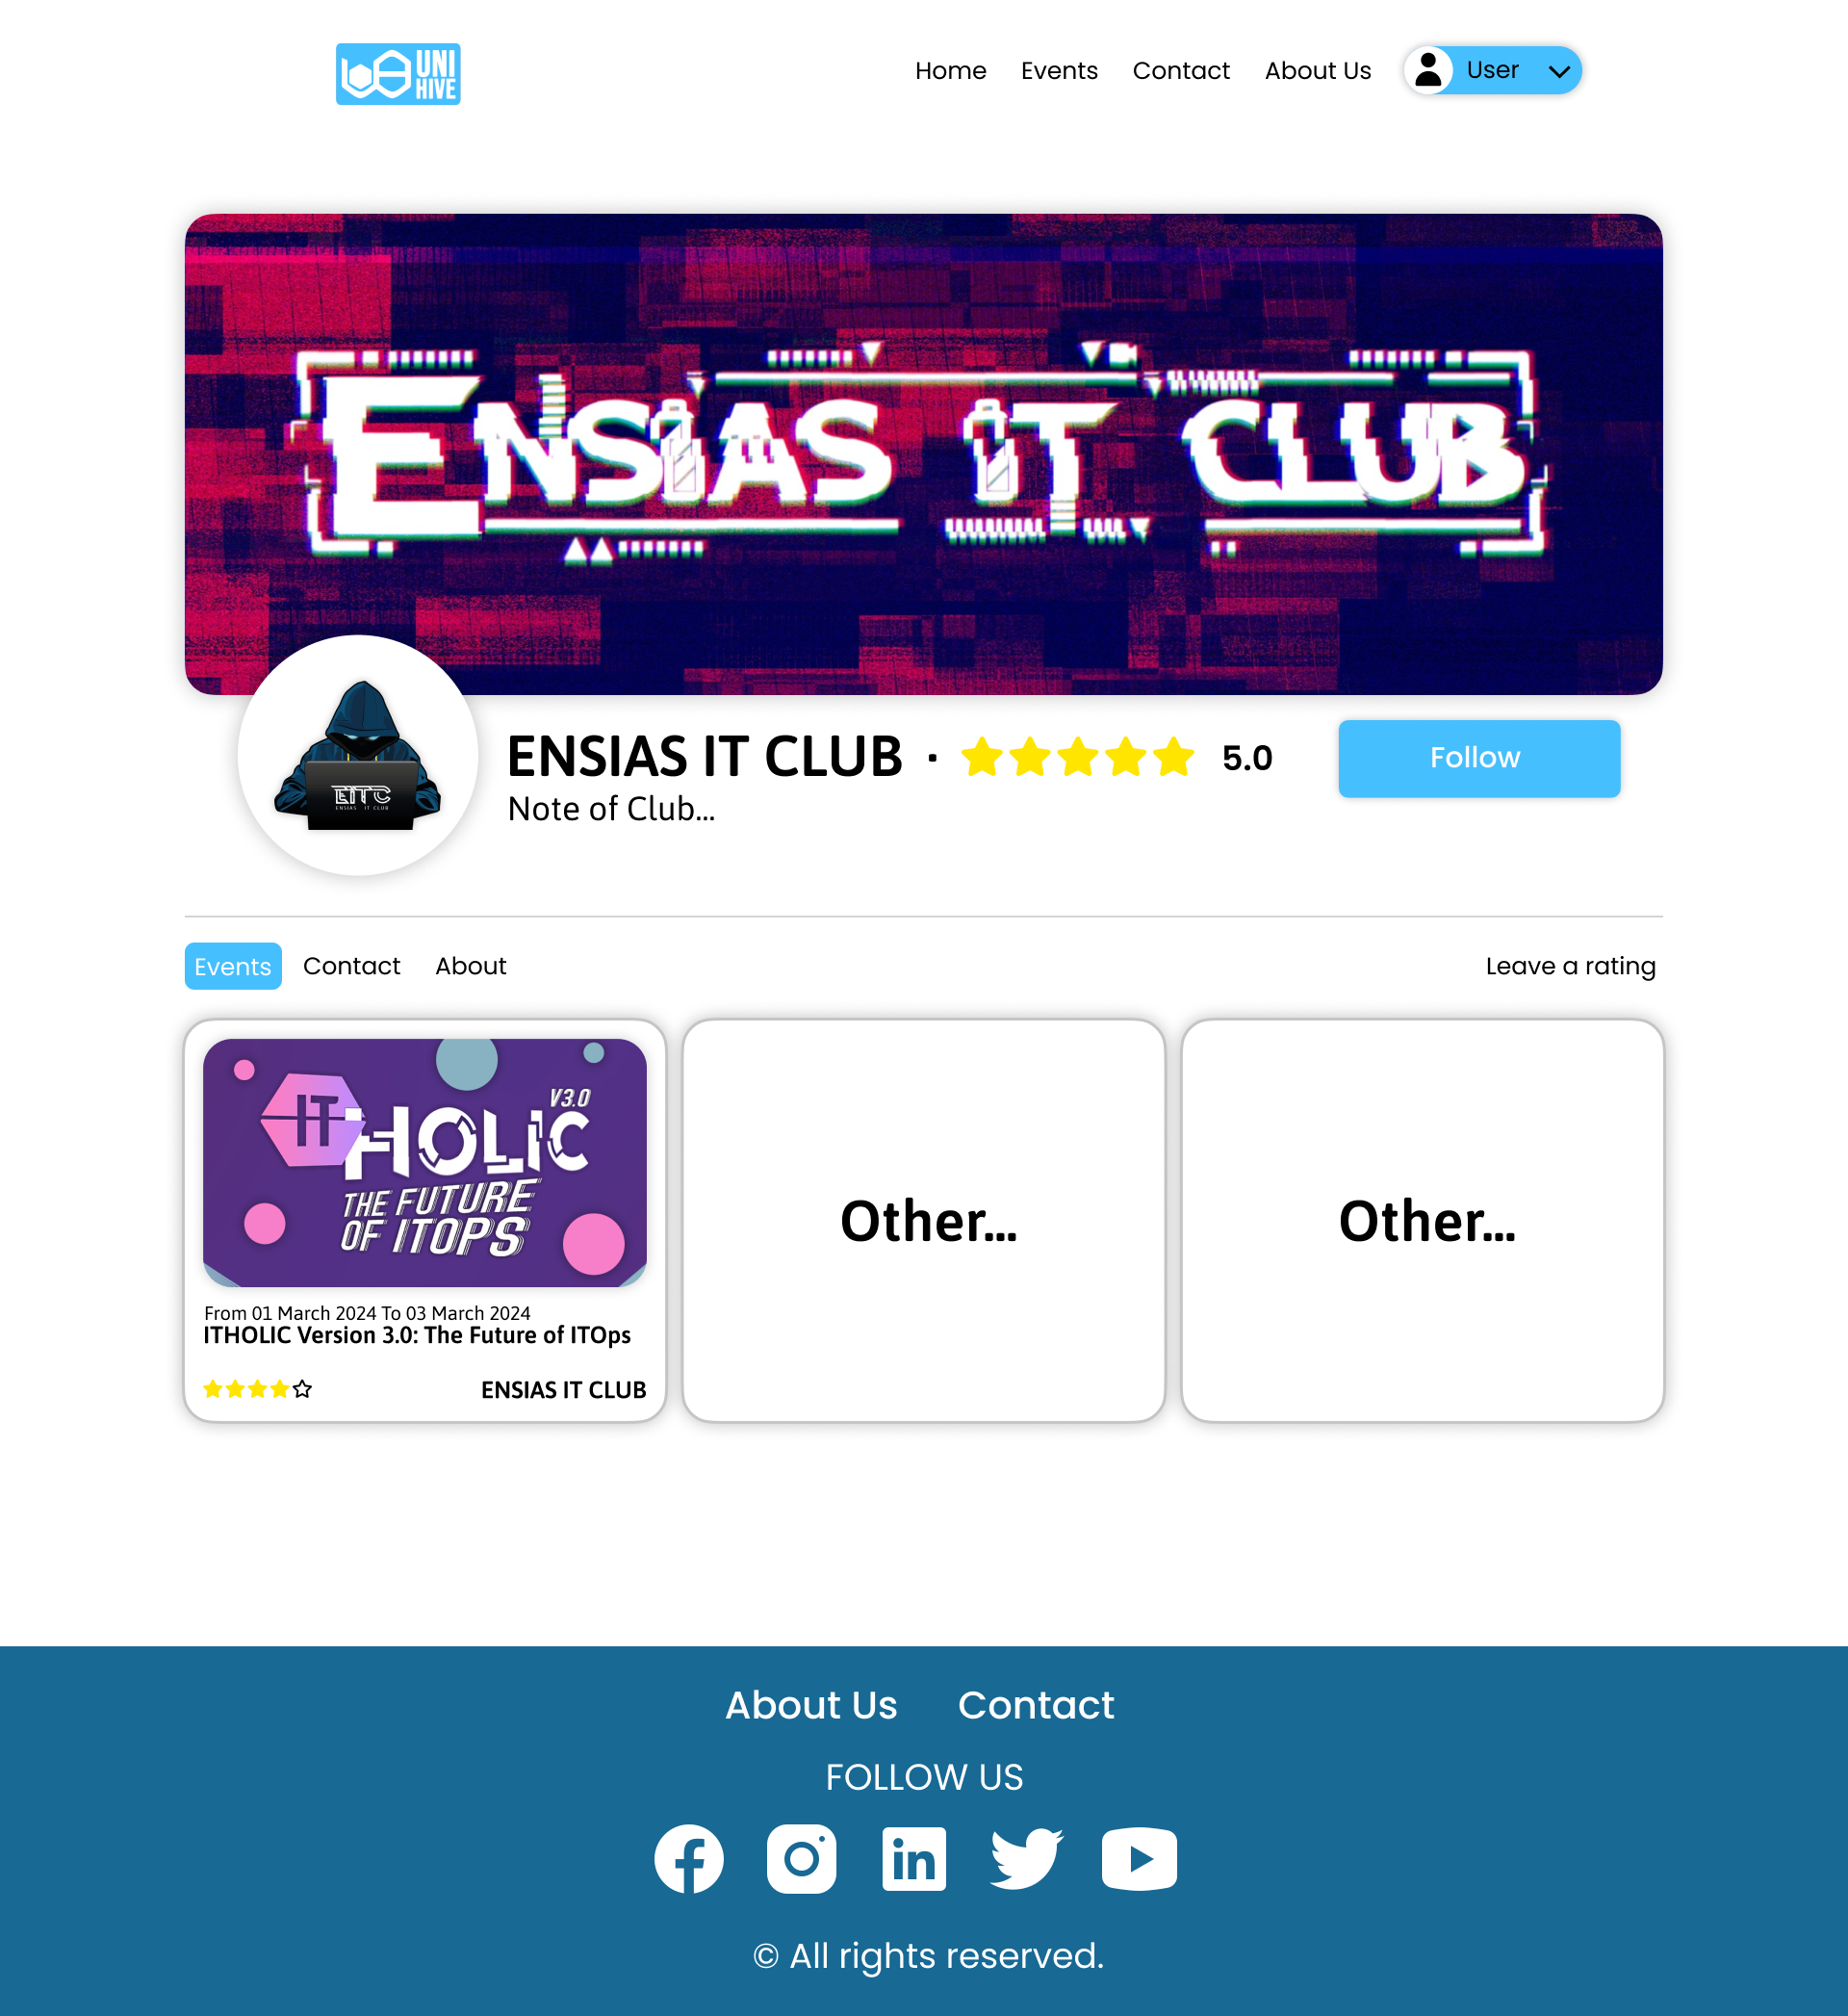 UNI
HIVE
Home Events Contact About Us User
ENSiAS iT CLUB
EITC
ENSIAS IT CLUB
ENSIAS IT CLUB · 5.0 Follow
Note of Club...
Events Contact About Leave a rating
V3.0
IT HOLiC
THE FUTURE
OF ITOPS
From 01 March 2024 To 03 March 2024
ITHOLIC Version 3.0: The Future of ITOps
ENSIAS IT CLUB
Other...
Other...
About Us Contact
FOLLOW US
© All rights reserved.